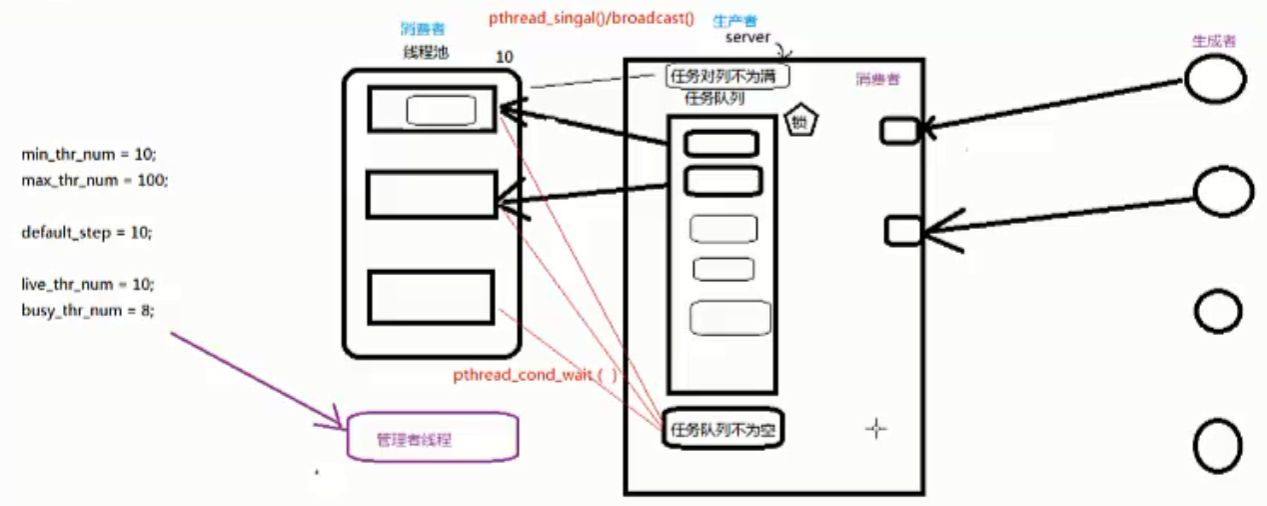 pthread_singal()/broadcast()
消费者
线程池
10
生产者
server
任务对列不为满
任务队列
锁
消费者
生成者
min_thr_num = 10;
max_thr_num = 100;
default_step = 10;
live_thr_num = 10;
busy_thr_num = 8;
pthread_cond_wait ( )
管理者线程
任务队列不为空